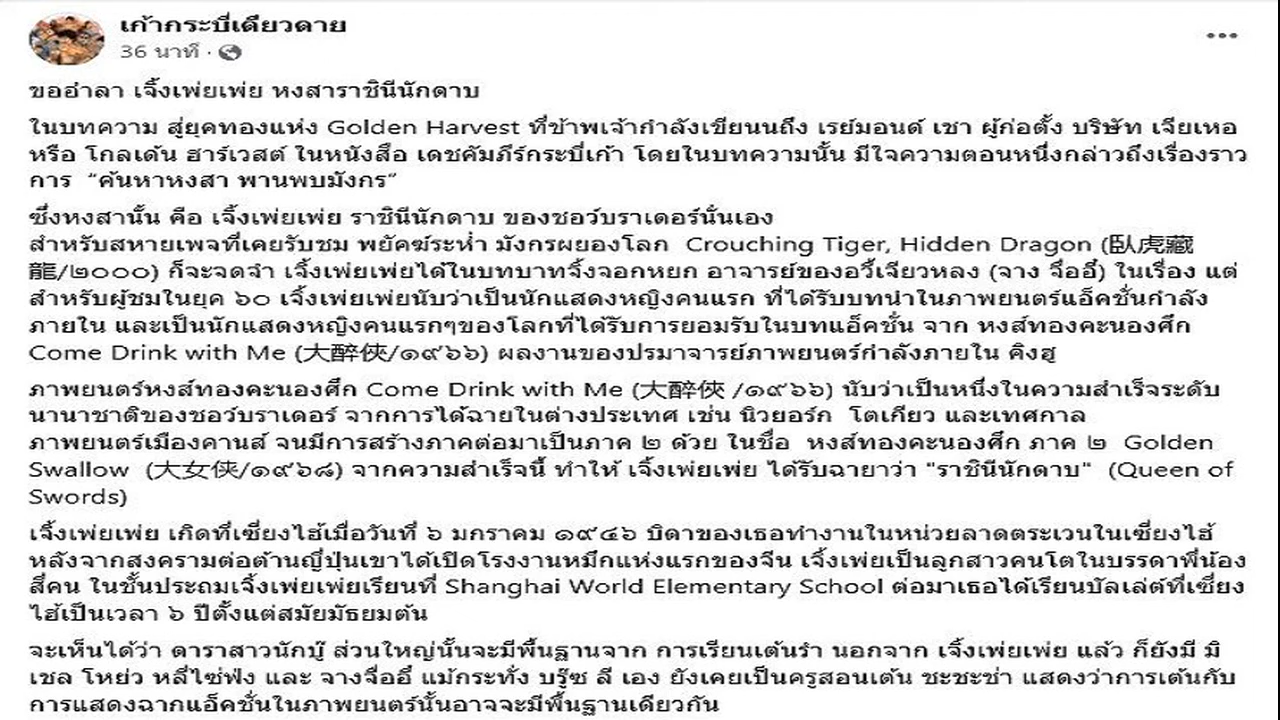 เก้ากระบี่เดียวดาย
36 นาที ·
ขออำลา เจิ้งเพ่ยเพ่ย หงสาราชินีนักดาบ
ในบทความ สู่ยุคทองแห่ง Golden Harvest ที่ข้าพเจ้ากำลังเขียนนถึง เรย์มอนด์ เชา ผู้ก่อตั้ง บริษัท เจียเหอ
หรือ โกลเด้น ฮาร์เวสต์ ในหนังสือ เดชคัมภีร์กระบี่เก้า โดยในบทความนั้น มีใจความตอนหนึ่งกล่าวถึงเรื่องราว
การ "ค้นหาหงสา พานพบมังกร"
ซึ่งหงสานั้น คือ เจิ้งเพ่ยเพ่ย ราชินีนักดาบ ของชอว์บราเดอร์นั่นเอง
สำหรับสหายเพจที่เคยรับชม พยัคฆ์ระห่ำ มังกรผยองโลก Crouching Tiger, Hidden Dragon (臥虎藏
龍/๒๐๐๐) ก็จะจดจำ เจิ้งเพ่ยเพ่ยได้ในบทบาทจิ้งจอกหยก อาจารย์ของอวี้เจียวหลง (จาง จื่ออี๋) ในเรื่อง แต่
สำหรับผู้ชมในยุค ๖๐ เจิ้งเพ่ยเพ่ยนับว่าเป็นนักแสดงหญิงคนแรก ที่ได้รับบทนำในภาพยนตร์แอ็คชั่นกำลัง
ภายใน และเป็นนักแสดงหญิงคนแรกๆของโลกที่ได้รับการยอมรับในบทแอ็คชั่น จาก หงส์ทองคะนองศึก
Come Drink with Me (大醉俠/๑๙๖๖) ผลงานของปรมาจารย์ภาพยนตร์กำลังภายใน คิงฮู
ภาพยนตร์หงส์ทองคะนองศึก Come Drink with Me (大醉俠 /๑๙๖๖) นับว่าเป็นหนึ่งในความสำเร็จระดับ
นานาชาติของชอว์บราเดอร์ จากการได้ฉายในต่างประเทศ เช่น นิวยอร์ก โตเกียว และเทศกาล
ภาพยนตร์เมืองคานส์ จนมีการสร้างภาคต่อมาเป็นภาค ๒ ด้วย ในชื่อ หงส์ทองคะนองศึก ภาค ๒ Golden
Swallow (大女俠/๑๙๖๘) จากความสำเร็จนี้ ทำให้ เจิ้งเพ่ยเพ่ย ได้รับฉายาว่า "ราชินีนักดาบ" (Queen of
Swords)
เจิ้งเพ่ยเพ่ย เกิดที่เซี่ยงไฮ้เมื่อวันที่ ๖ มกราคม ๑๙๔๖ บิดาของเธอทำงานในหน่วยลาดตระเวนในเซี่ยงไฮ้
หลังจากสงครามต่อต้านญี่ปุ่นเขาได้เปิดโรงงานหมึกแห่งแรกของจีน เจิ้งเพ่ยเป็นลูกสาวคนโตในบรรดาพี่น้อง
สี่คน ในชั้นประถมเจิ้งเพ่ยเพ่ยเรียนที่ Shanghai World Elementary School ต่อมาเธอได้เรียนบัลเล่ต์ที่เซี่ยง
ไฮ้เป็นเวลา ๖ ปีตั้งแต่สมัยมัธยมต้น
จะเห็นได้ว่า ดาราสาวนักบู๊ ส่วนใหญ่นั้นจะมีพื้นฐานจาก การเรียนเต้นรำ นอกจาก เจิ้งเพ่ยเพ่ย แล้ว ก็ยังมี มิ
เชล โหย่ว หลี่ไซ่ฟ่ง และ จางจื่ออี๋ แม้กระทั่ง บรู๊ซ ลี เอง ยังเคยเป็นครูสอนเต้น ชะชะช่า แสดงว่าการเต้นกับ
การแสดงฉากแอ็คชั่นในภาพยนตร์นั้นอาจจะมีพื้นฐานเดียวกัน